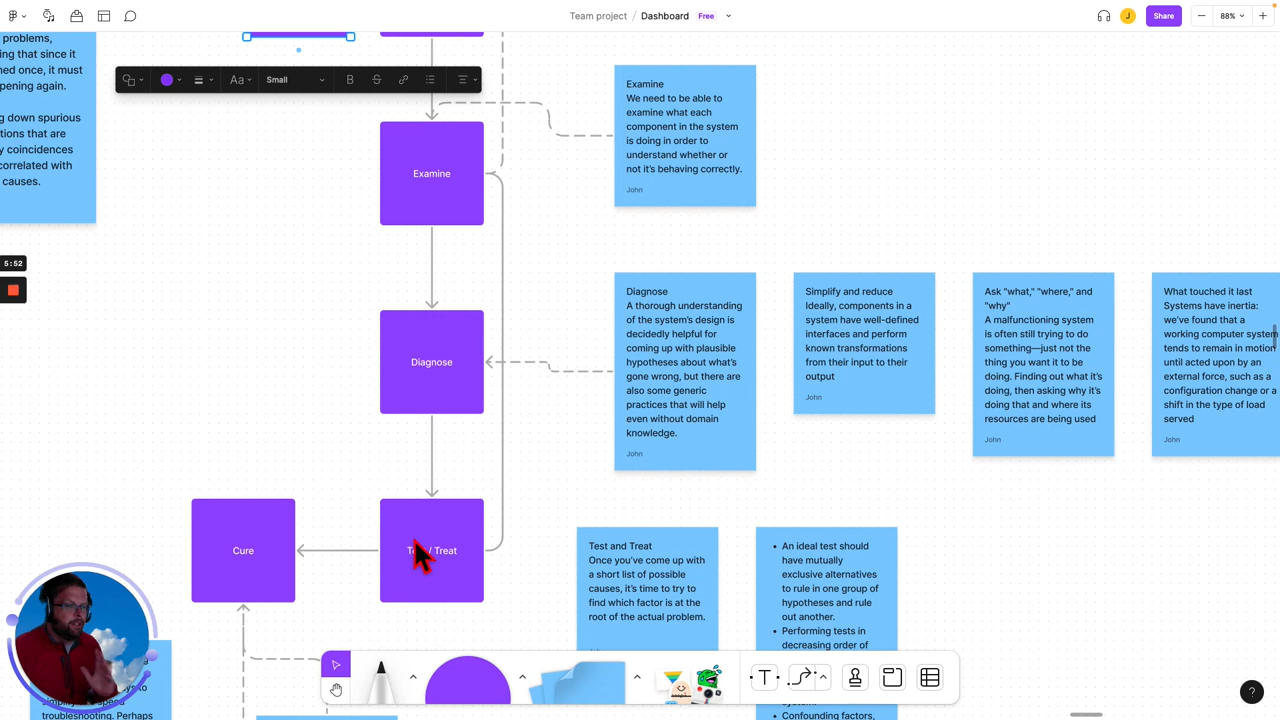 Team project / Dashboard Free
J
Share
88%
problems,
ing that since it
ned once, it must
pening again.
ng down spurious
tions that are
y coincidences
correlated with
causes.
Aa
Small
B
S
Examine
We need to be able to
examine what each
component in the system
is doing in order to
understand whether or
not it's behaving correctly.
John
Examine
5:52
Diagnose
A thorough understanding
of the system's design is
decidedly helpful for
coming up with plausible
hypotheses about what's
gone wrong, but there are
also some generic
practices that will help
even without domain
knowledge.
John
Simplify and reduce
Ideally, components in a
system have well-defined
interfaces and perform
known transformations
from their input to their
output
John
Ask "what," "where," and
"why"
A malfunctioning system
is often still trying to do
something—just not the
thing you want it to be
doing. Finding out what it's
doing, then asking why it's
doing that and where its
resources are being used
John
What touched it last
Systems have inertia:
we've found that a
working computer system
tends to remain in motion
until acted upon by an
external force, such as a
configuration change or a
shift in the type of load
served
John
Diagnose
Cure
Test / Treat
Test and Treat
Once you've come up with
a short list of possible
causes, it's time to try to
find which factor is at the
root of the actual problem.
• An ideal test should
have mutually
exclusive alternatives
to rule in one group of
hypotheses and rule
out another.
• Performing tests in
decreasing order of
• Confounding factors,
ys to
troubleshooting. Perhaps
T
?